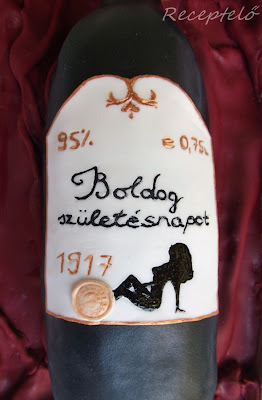 Receptelő
95% e 0,75L
Boldog
születésnapot
1917